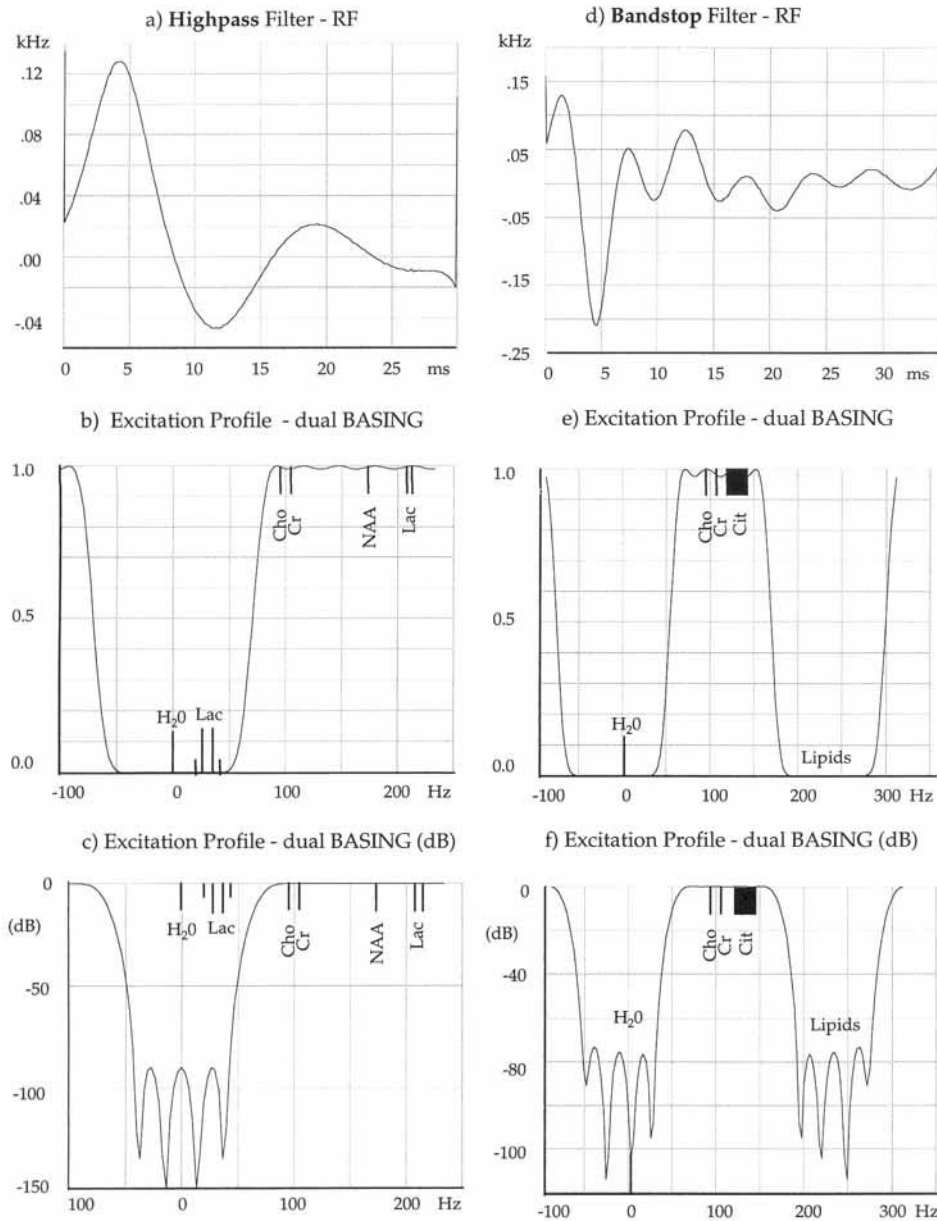 a) Highpass Filter - RF
kHz
.12
.08
.04
.00
-.04
0 5 10 15 20 25 ms
d) Bandstop Filter - RF
kHz
.15
.05
-.05
-.15
-.25
0 5 10 15 20 25 30 ms
b) Excitation Profile - dual BASING
1.0
0.5
0.0
Cho
Cr
NAA
Lac
H₂0
Lac
-100 0 100 200 Hz
e) Excitation Profile - dual BASING
1.0
0.5
0.0
Cho
Cr
Cit
H₂0
Lipids
-100 0 100 200 300 Hz
c) Excitation Profile - dual BASING (dB)
0
(dB)
-50
-100
-150
H₂0
Lac
Cho
Cr
NAA
Lac
100 0 100 200 Hz
f) Excitation Profile - dual BASING (dB)
0
(dB)
-40
-80
-100
Cho
Cr
Cit
H₂0
Lipids
-100 0 100 200 300 Hz